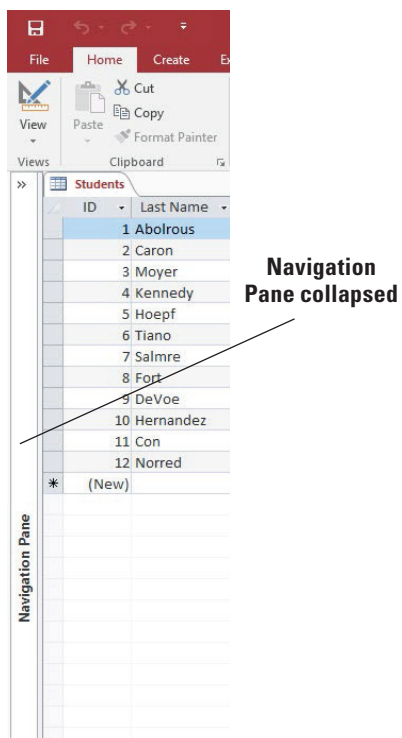 File Home Create
Cut
Copy
Format Painter
View Paste
Views Clipboard
Students
ID Last Name
1 Abolrous
2 Caron
3 Moyer
4 Kennedy
5 Hoepf
6 Tiano
7 Salmre
8 Fort
9 DeVoe
10 Hernandez
11 Con
12 Norred
(New)
Navigation Pane
Navigation
Pane collapsed